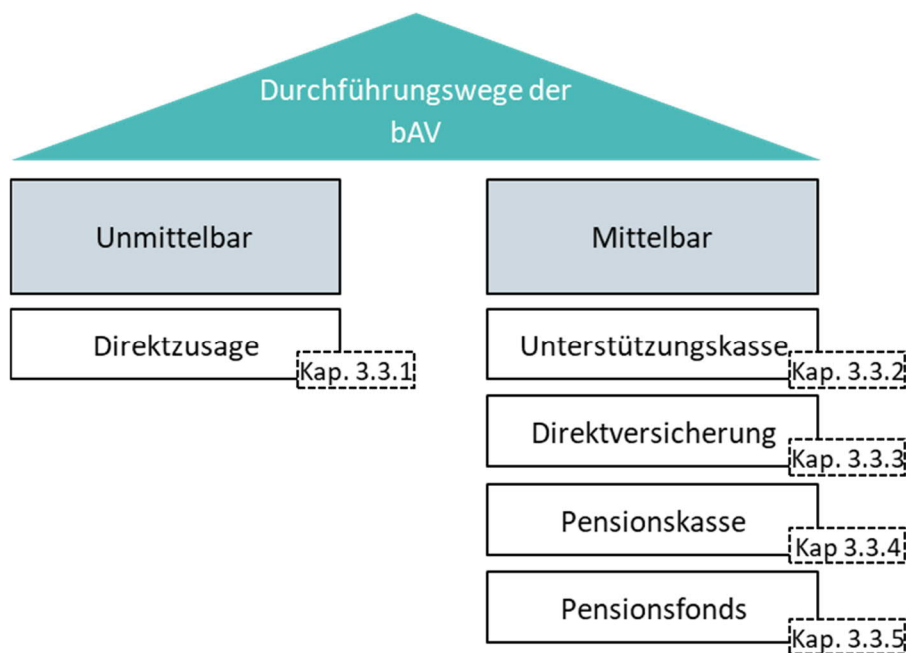 Durchführungswege der
bAV
Unmittelbar
Mittelbar
Direktzusage
Kap. 3.3.1
Unterstützungskasse
Kap. 3.3.2
Direktversicherung
Kap. 3.3.3
Pensionskasse
Kap 3.3.4
Pensionsfonds
Kap. 3.3.5